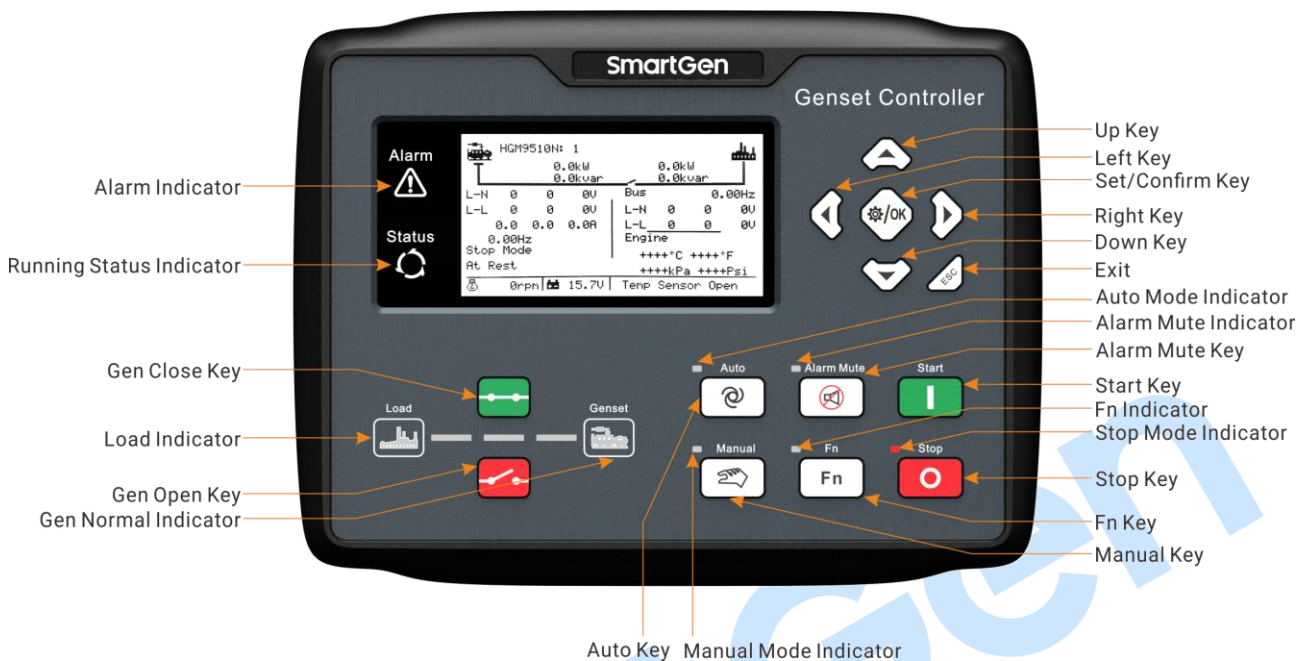 SmartGen
Genset Controller
Alarm
Status
HGM9510N: 1
0.0kW 0.0kW
0.0kvar 0.0kvar
L-N 0 0 0V Bus 0.00Hz
L-L 0 0 0V L-N 0 0 0V
0.0 0.0 0.0A L-L 0 0 0V
0.00Hz Engine
Stop Mode ++++°C ++++°F
At Rest ++++kPa ++++Psi
0rpm 15.7V Temp Sensor Open
/OK
ESC
Alarm Indicator
Running Status Indicator
Gen Close Key
Load Indicator
Gen Open Key
Gen Normal Indicator
Load
Genset
Auto
Alarm Mute
Start
Manual
Fn
Stop
Fn
Up Key
Left Key
Set/Confirm Key
Right Key
Down Key
Exit
Auto Mode Indicator
Alarm Mute Indicator
Alarm Mute Key
Start Key
Fn Indicator
Stop Mode Indicator
Stop Key
Fn Key
Manual Key
Auto Key
Manual Mode Indicator